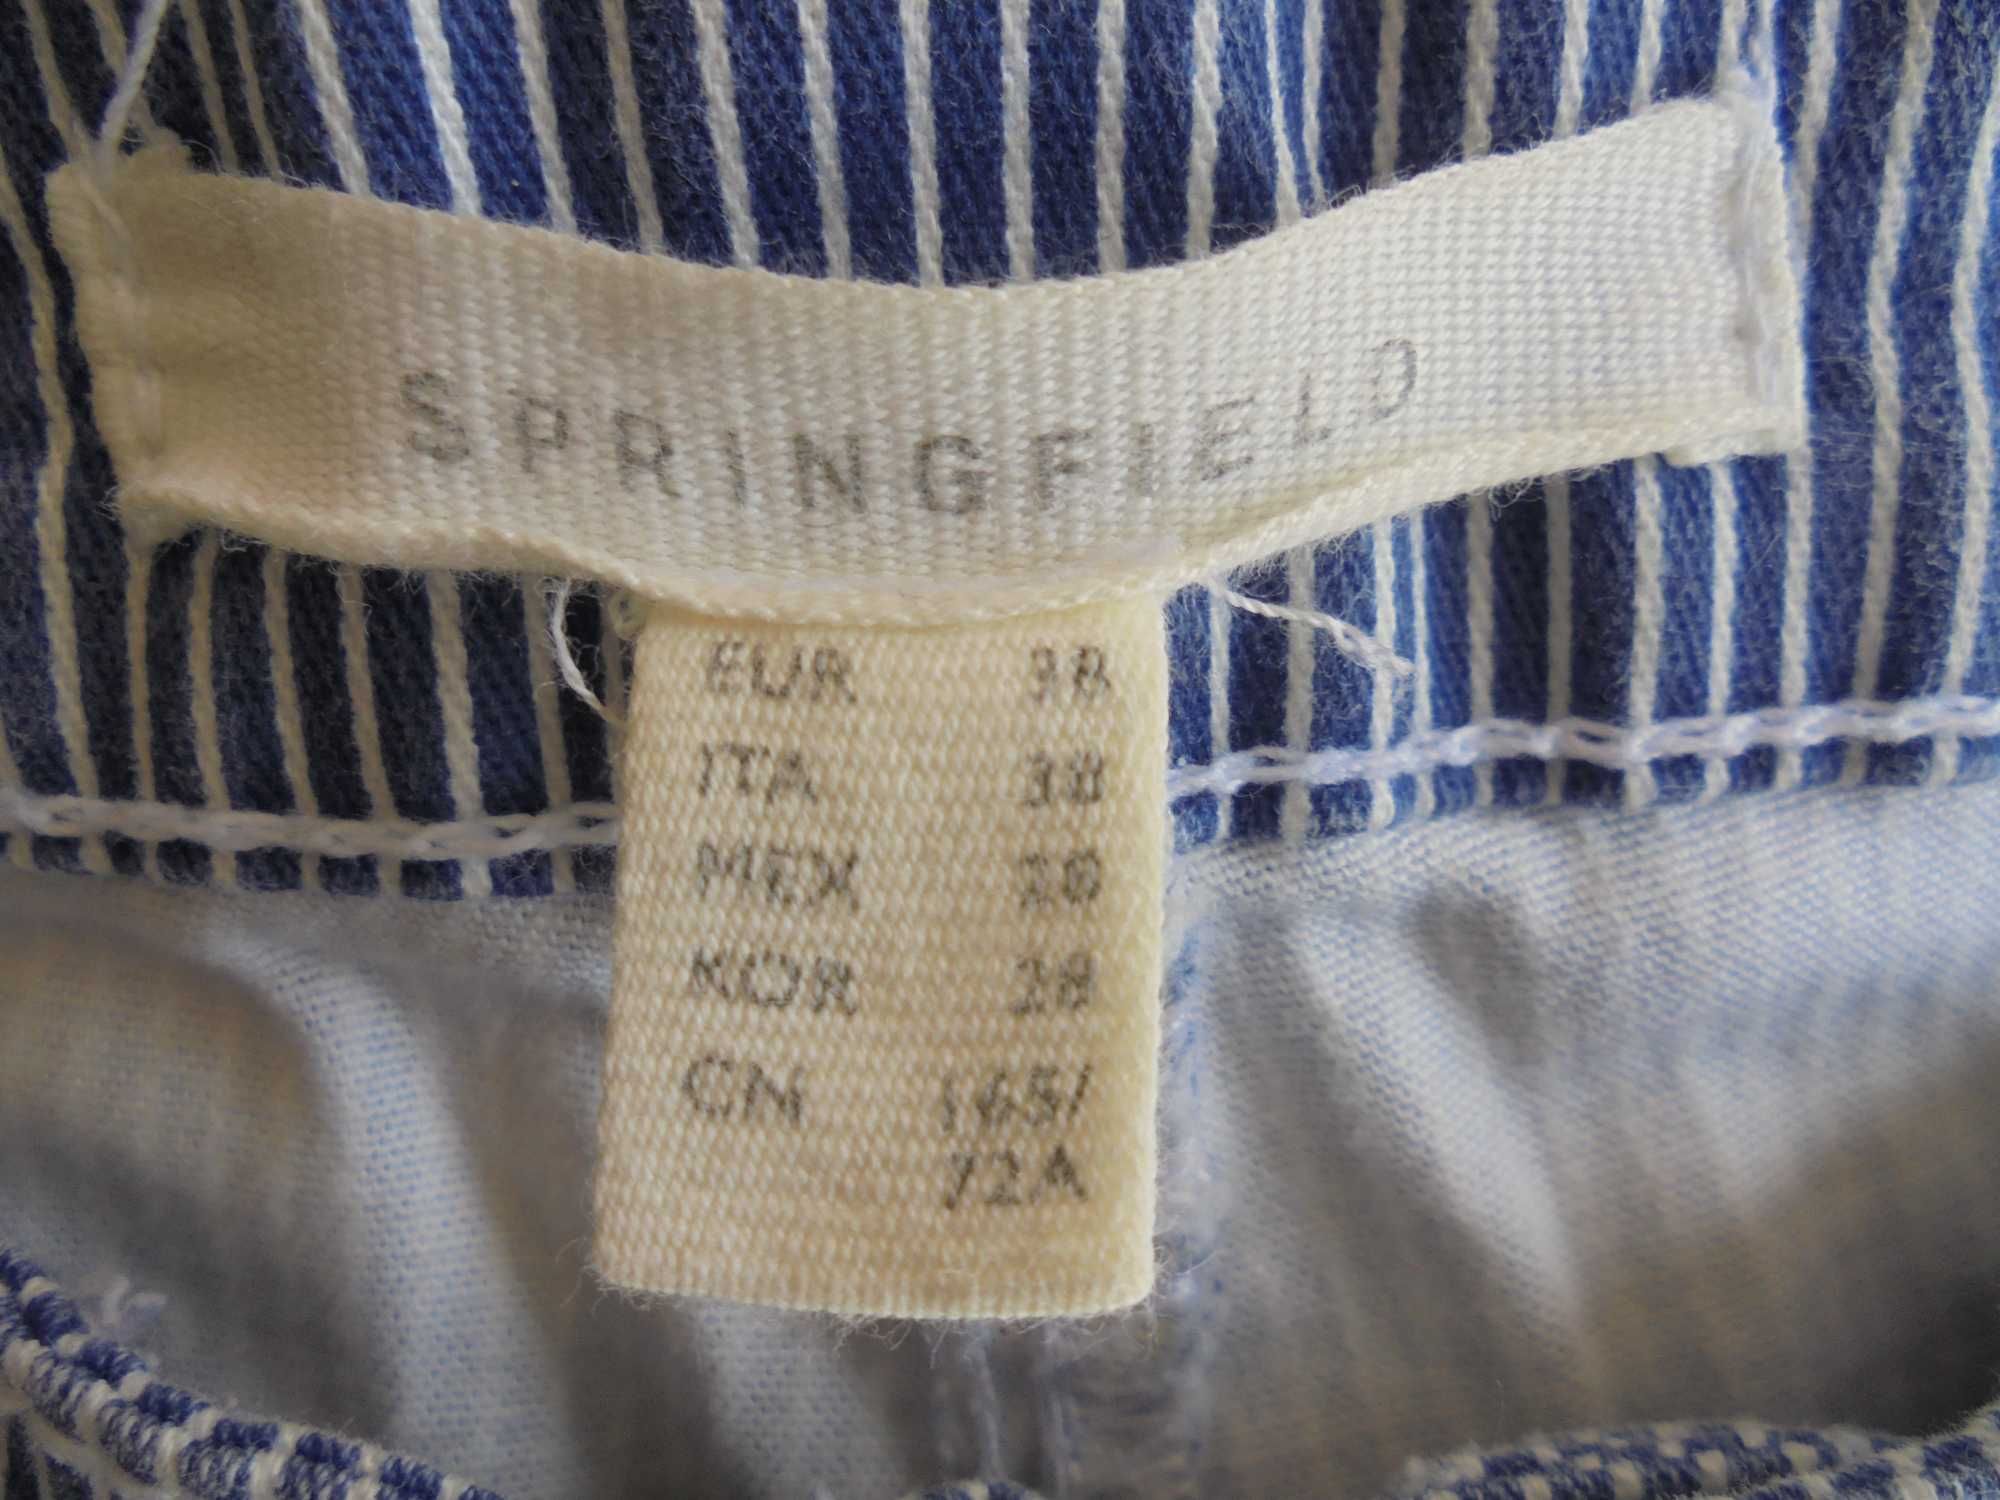 SPRINGFIELD
EUR 38
ITA 38
MEX 28
KOR 28
CN 165/
72A